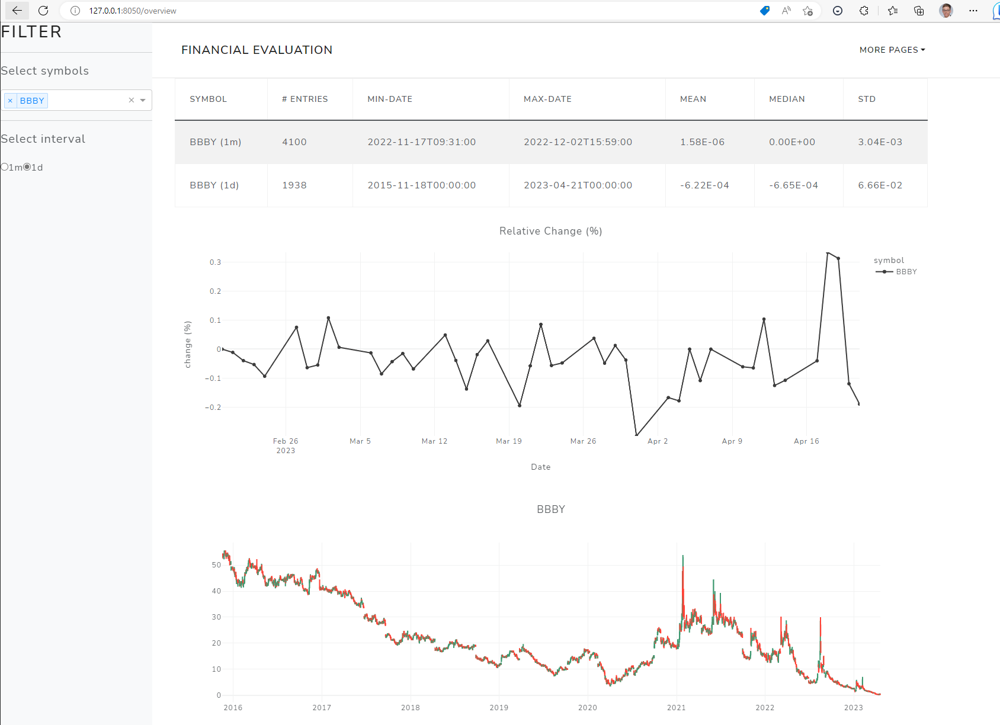 127.0.0.1:8050/overview
FILTER
Select symbols
× BBBY
Select interval
1m 1d
FINANCIAL EVALUATION
MORE PAGES
SYMBOL # ENTRIES MIN-DATE MAX-DATE MEAN MEDIAN STD
BBBY (1m) 4100 2022-11-17T09:31:00 2022-12-02T15:59:00 1.58E-06 0.00E+00 3.04E-03
BBBY (1d) 1938 2015-11-18T00:00:00 2023-04-21T00:00:00 -6.22E-04 -6.65E-04 6.66E-02
Relative Change (%)
0.3
0.2
0.1
0
−0.1
−0.2
change (%)
symbol
BBBY
Feb 26 Mar 5 Mar 12 Mar 19 Mar 26 Apr 2 Apr 9 Apr 16
2023
Date
BBBY
50
40
30
20
10
0
2016 2017 2018 2019 2020 2021 2022 2023